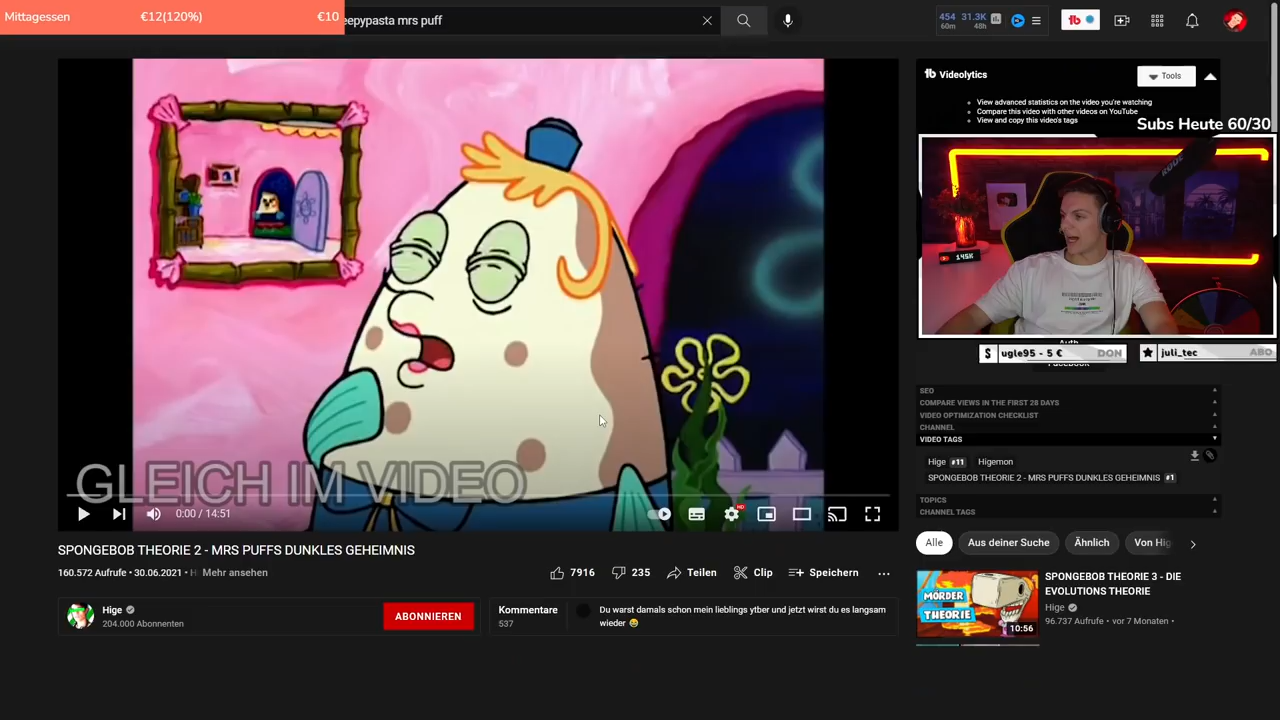 Mittagessen €12(120%) €10
eepypasta mrs puff
454 31.3K
60m 48h
Videolytics
Tools
View advanced statistics on the video you're watching
Compare this video with other videos on YouTube
View and copy this video's tags
Subs Heute 60/30
RODE
145K
$ ugle95 - 5 € DON
juli_tec ABO
SEO
COMPARE VIEWS IN THE FIRST 28 DAYS
VIDEO OPTIMIZATION CHECKLIST
CHANNEL
VIDEO TAGS
Hige #11 Higemon
SPONGEBOB THEORIE 2 - MRS PUFFS DUNKLES GEHEIMNIS #1
TOPICS
CHANNEL TAGS
GLEICH IM VIDEO
0:00 / 14:51
HD
SPONGEBOB THEORIE 2 - MRS PUFFS DUNKLES GEHEIMNIS
160.572 Aufrufe • 30.06.2021 • H Mehr ansehen
7916 235 Teilen Clip Speichern
Hige
204.000 Abonnenten
ABONNIEREN
Kommentare
537
Du warst damals schon mein lieblings ytber und jetzt wirst du es langsam
wieder 😅
Alle Aus deiner Suche Ähnlich Von Hig
MÖRDER
THEORIE
10:56
SPONGEBOB THEORIE 3 - DIE
EVOLUTIONS THEORIE
Hige
96.737 Aufrufe • vor 7 Monaten •